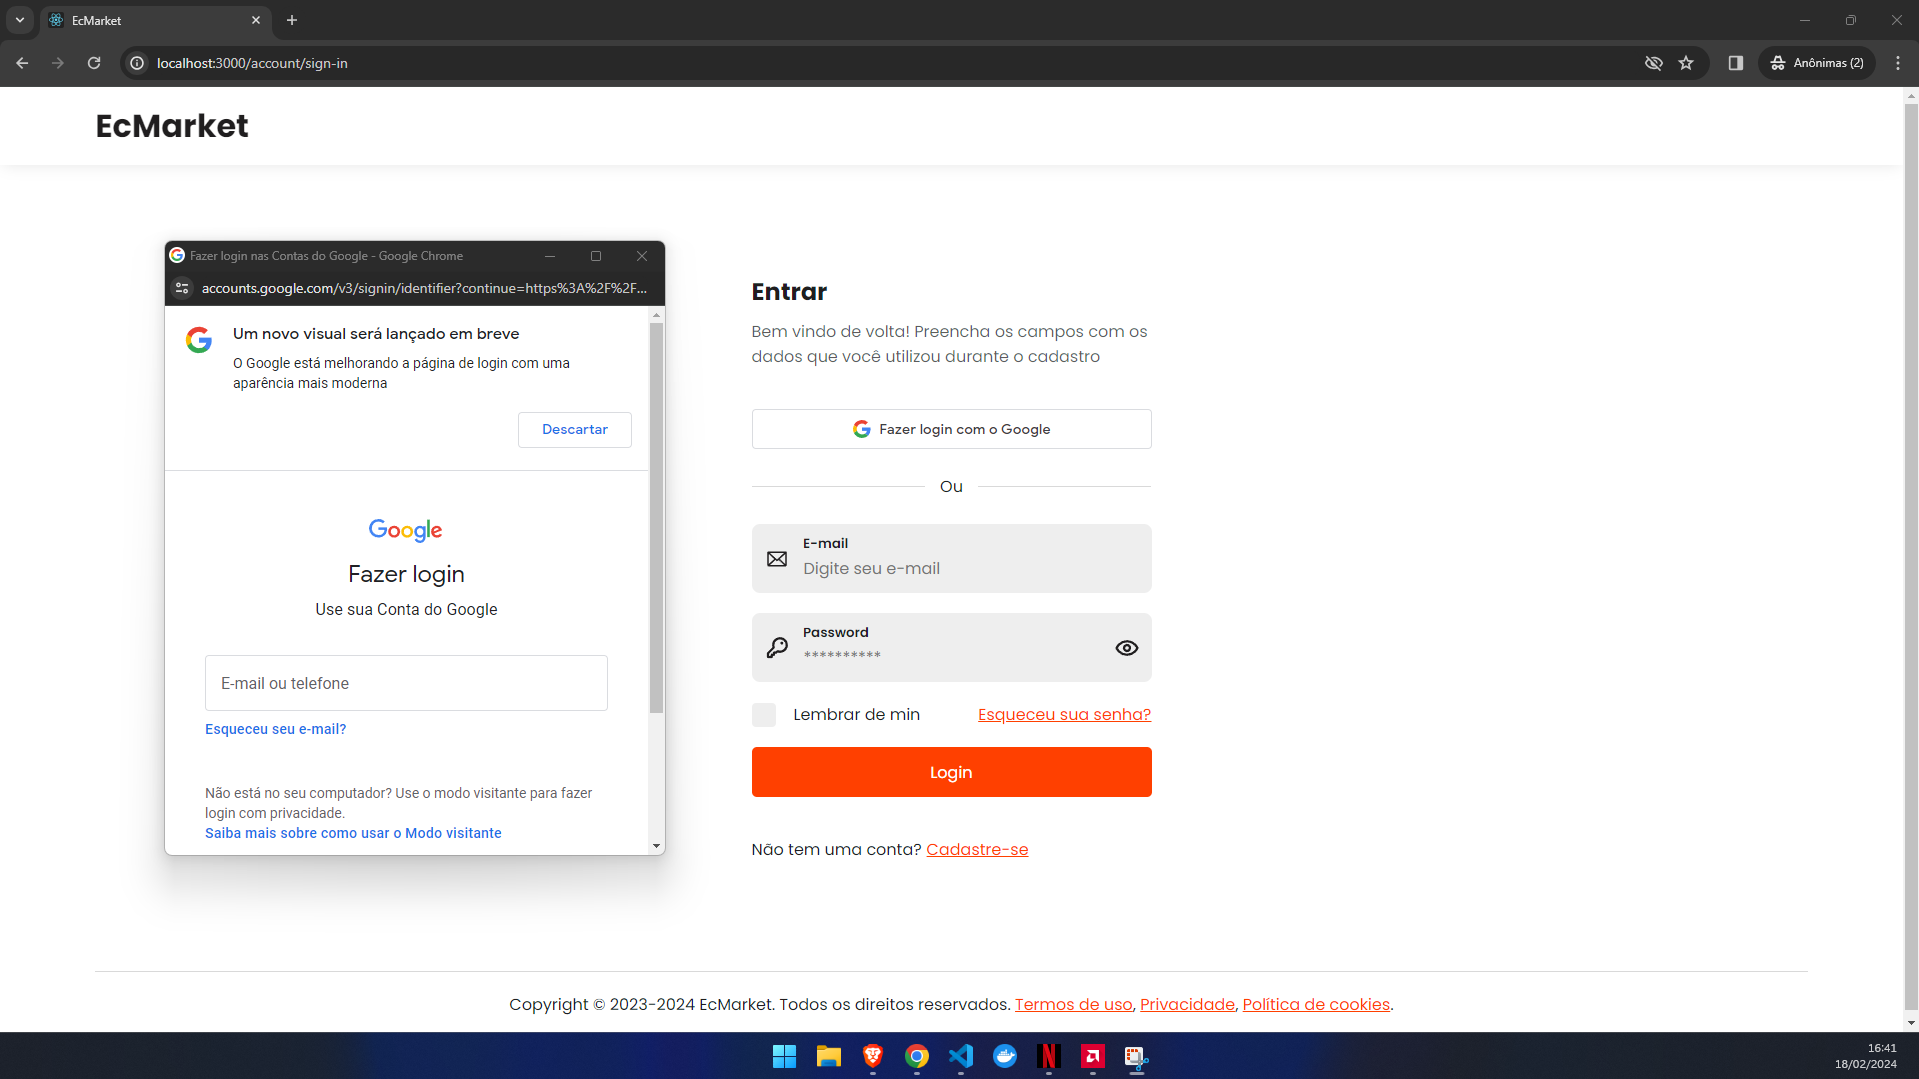 EcMarket
localhost:3000/account/sign-in
Anônimas (2)
EcMarket
Fazer login nas Contas do Google - Google Chrome
accounts.google.com/v3/signin/identifier?continue=https%3A%2F%2F...
Um novo visual será lançado em breve
O Google está melhorando a página de login com uma
aparência mais moderna
Descartar
Google
Fazer login
Use sua Conta do Google
E-mail ou telefone
Esqueceu seu e-mail?
Não está no seu computador? Use o modo visitante para fazer
login com privacidade.
Saiba mais sobre como usar o Modo visitante
Entrar
Bem vindo de volta! Preencha os campos com os
dados que você utilizou durante o cadastro
Fazer login com o Google
Ou
E-mail
Digite seu e-mail
Password
**********
Lembrar de min
Esqueceu sua senha?
Login
Não tem uma conta? Cadastre-se
Copyright © 2023-2024 EcMarket. Todos os direitos reservados. Termos de uso, Privacidade, Política de cookies.
16:41
18/02/2024